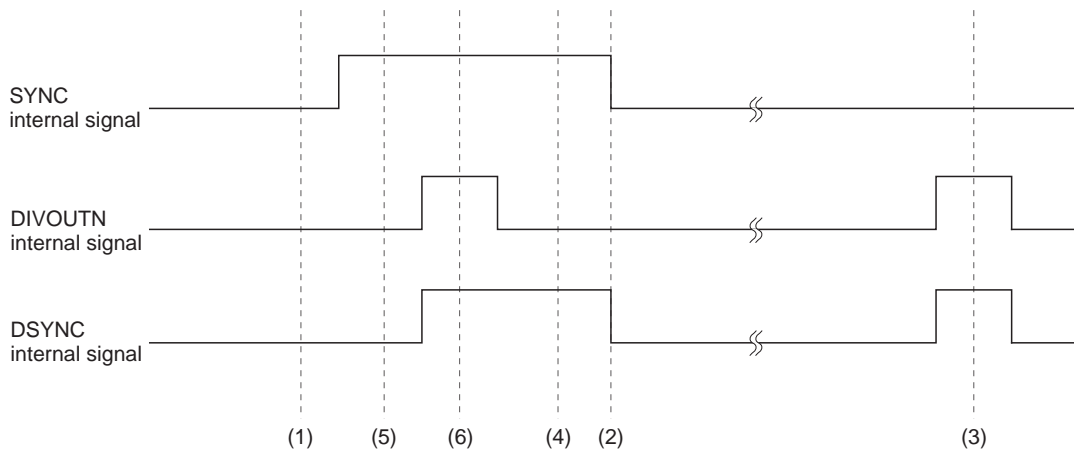 SYNC
internal signal
DIVOUTN
internal signal
DSYNC
internal signal
(1) (5) (6) (4) (2) (3)